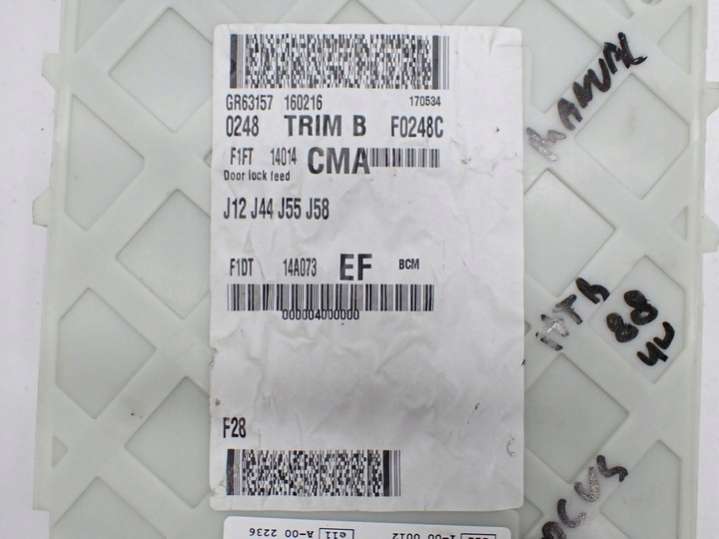 GR63157 160216 170534
0248 TRIM B F0248C
F1FT 14014 CMA
Door lock feed
J12 J44 J55 J58
F1DT 14A073 EF BCM
000004000000
F28
e11 A-00 2236
MANUAL
88